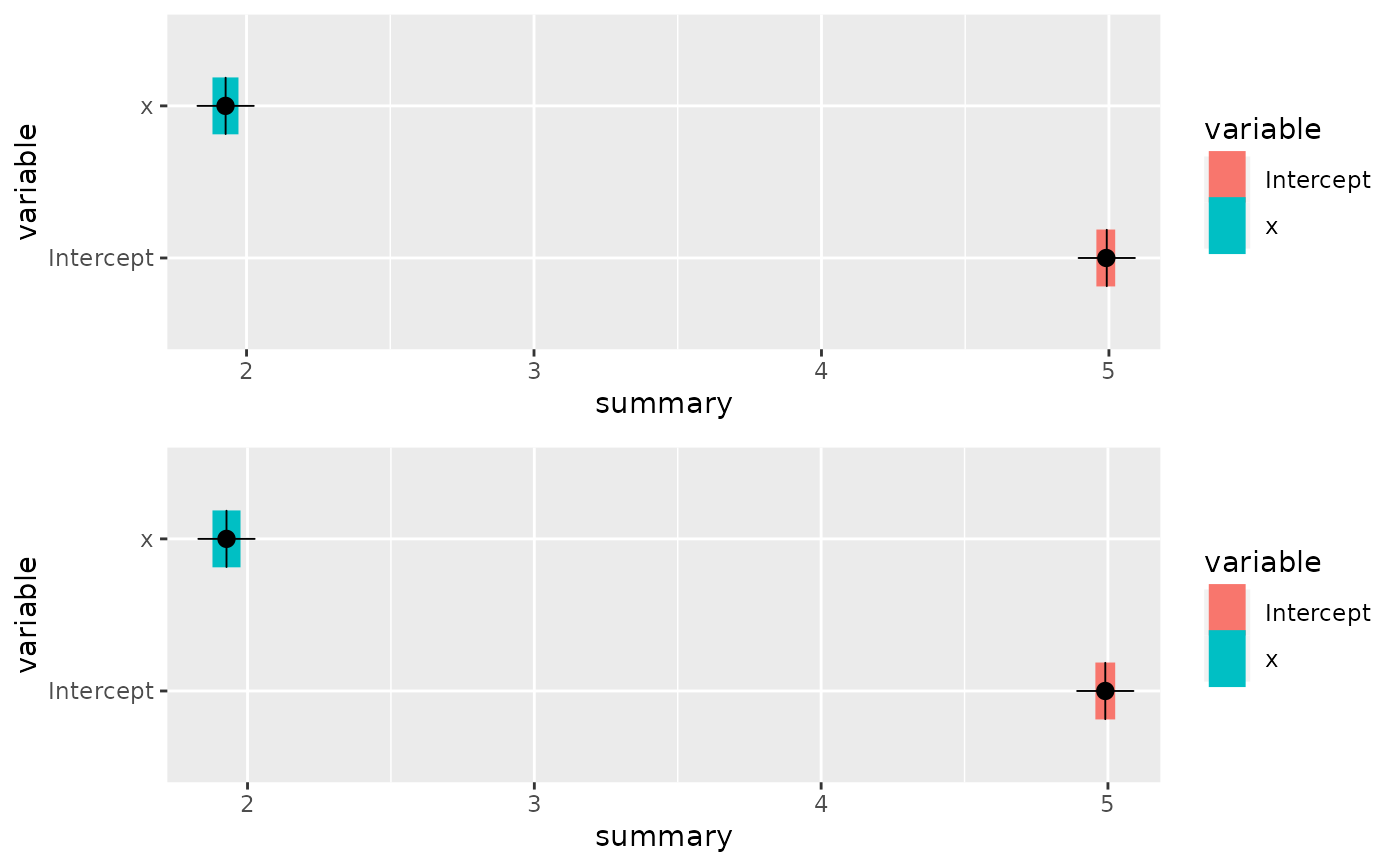 variable
x
Intercept
2 3 4 5
summary
variable
Intercept
x
variable
x
Intercept
2 3 4 5
summary
variable
Intercept
x